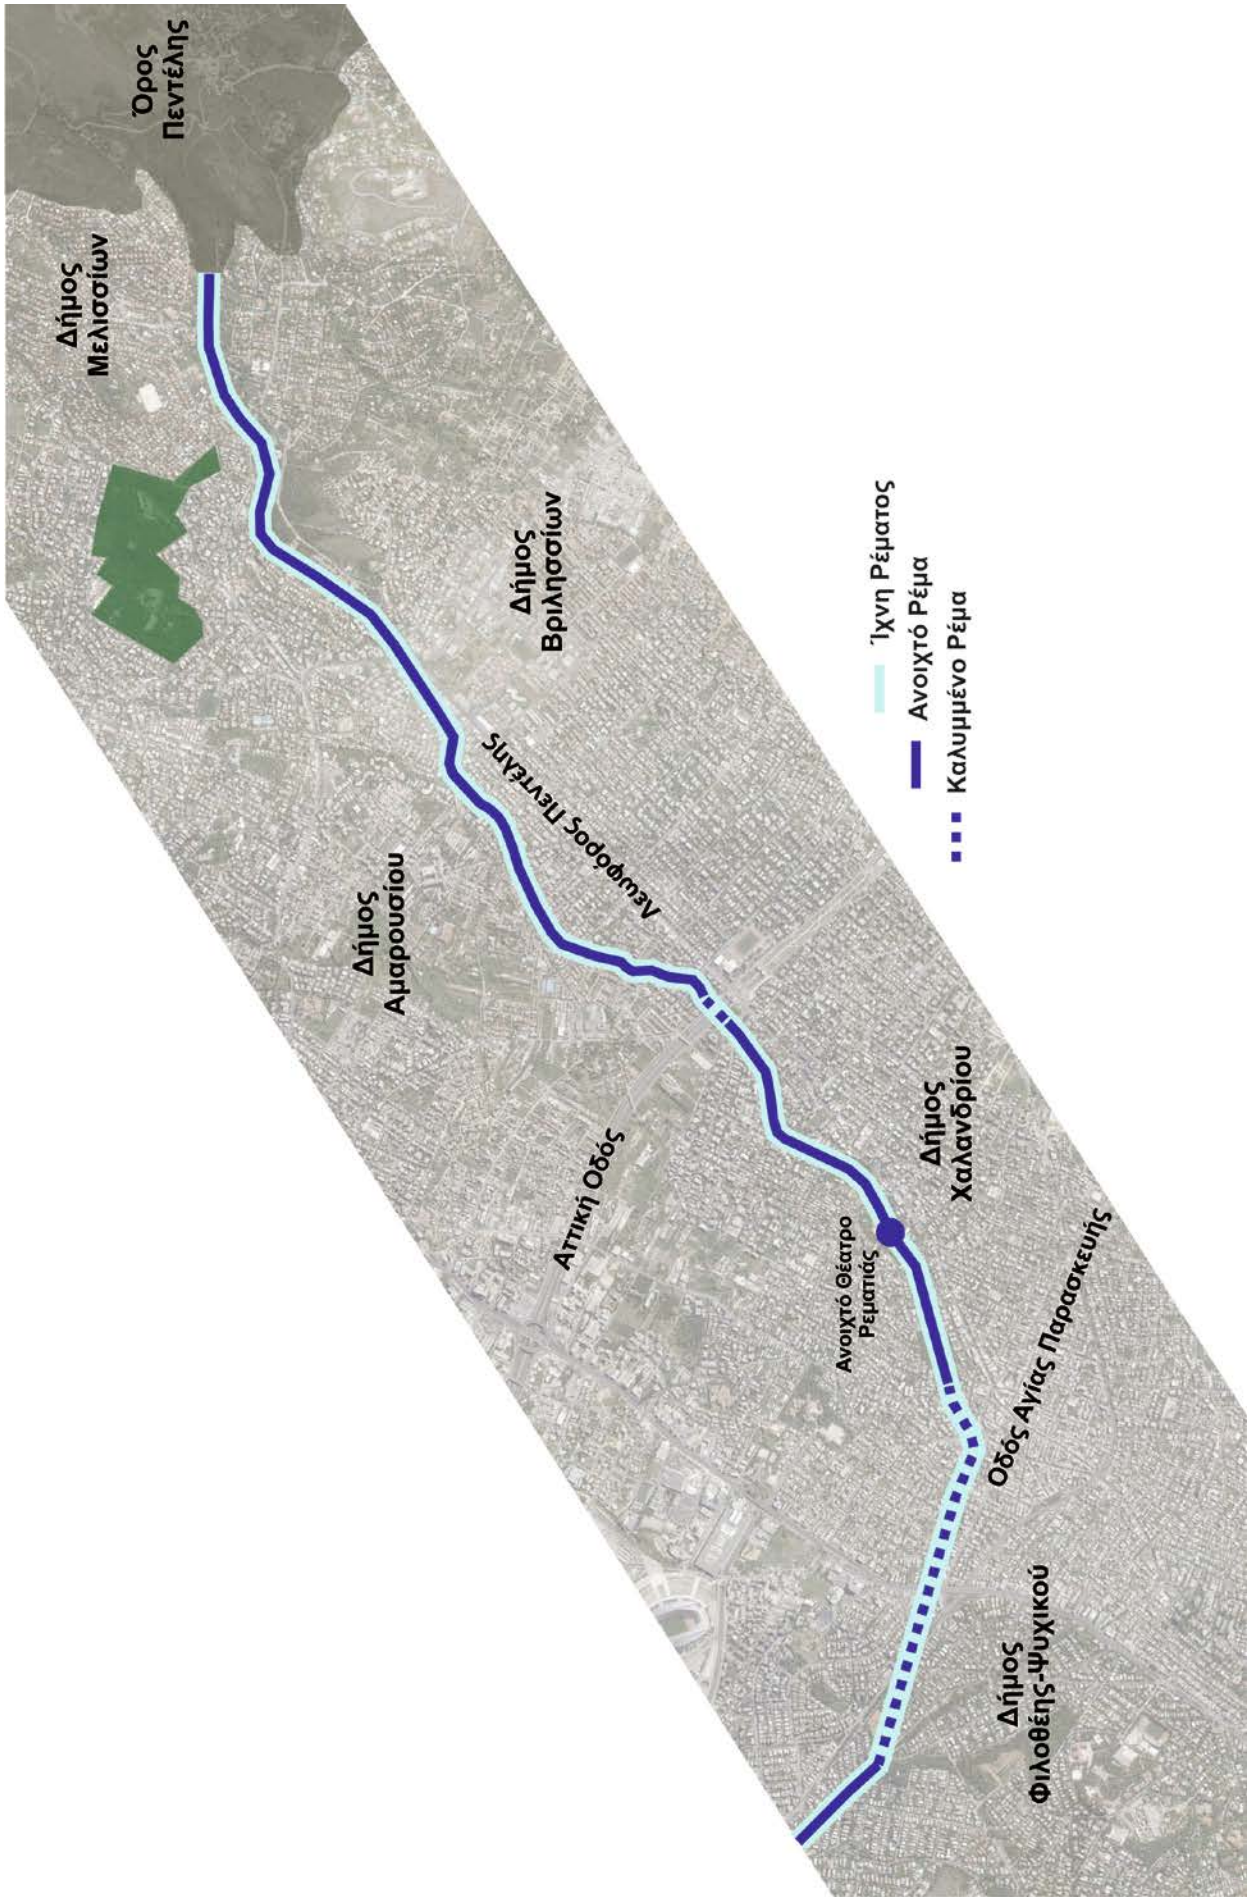 Όρος
Πεντέλης
Δήμος
Μελισσίων
Δήμος
Βριλησσίων
Λεωφόρος Πεντέλης
Δήμος
Αμαρουσίου
Αττική Οδός
Δήμος
Χαλανδρίου
Ανοιχτό Θέατρο
Ρεματιάς
Οδός Αγίας Παρασκευής
Δήμος
Φιλοθέης-Ψυχικού
Ίχνη Ρέματος
Ανοιχτό Ρέμα
Καλυμμένο Ρέμα